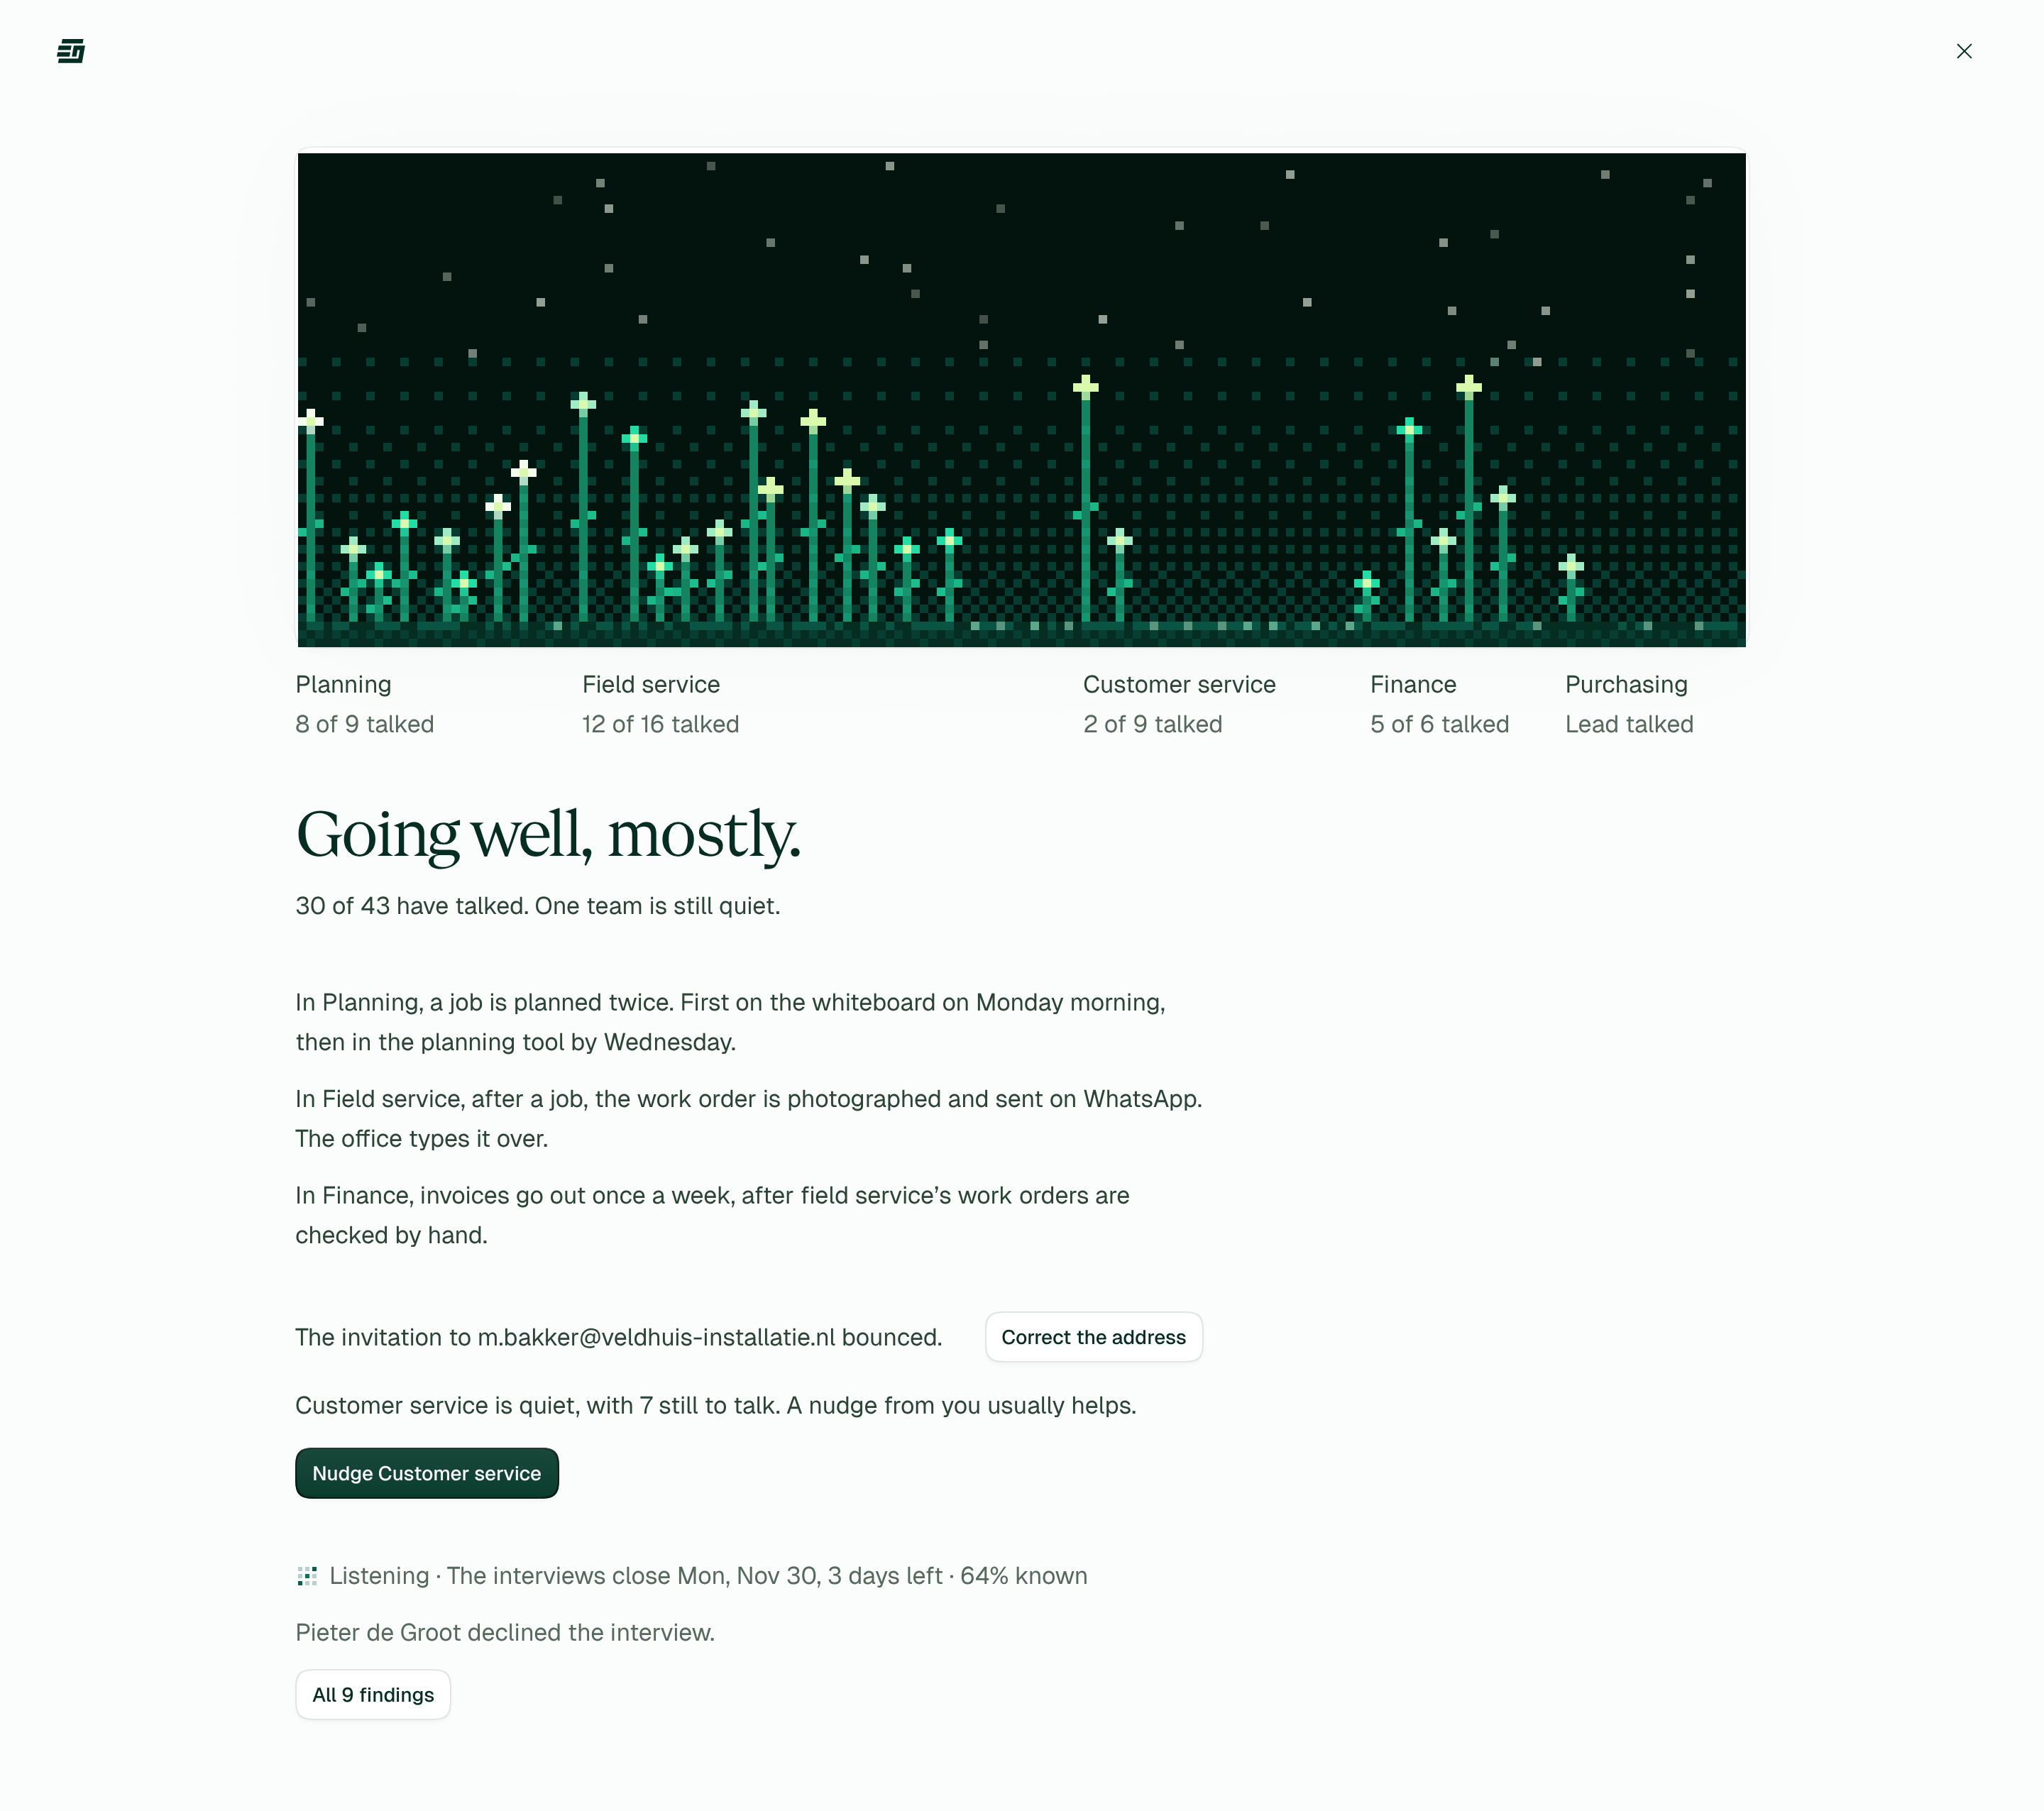 Planning
8 of 9 talked
Field service
12 of 16 talked
Customer service
2 of 9 talked
Finance
5 of 6 talked
Purchasing
Lead talked
Going well, mostly.
30 of 43 have talked. One team is still quiet.
In Planning, a job is planned twice. First on the whiteboard on Monday morning,
then in the planning tool by Wednesday.
In Field service, after a job, the work order is photographed and sent on WhatsApp.
The office types it over.
In Finance, invoices go out once a week, after field service’s work orders are
checked by hand.
The invitation to m.bakker@veldhuis-installatie.nl bounced.
Correct the address
Customer service is quiet, with 7 still to talk. A nudge from you usually helps.
Nudge Customer service
Listening · The interviews close Mon, Nov 30, 3 days left · 64% known
Pieter de Groot declined the interview.
All 9 findings